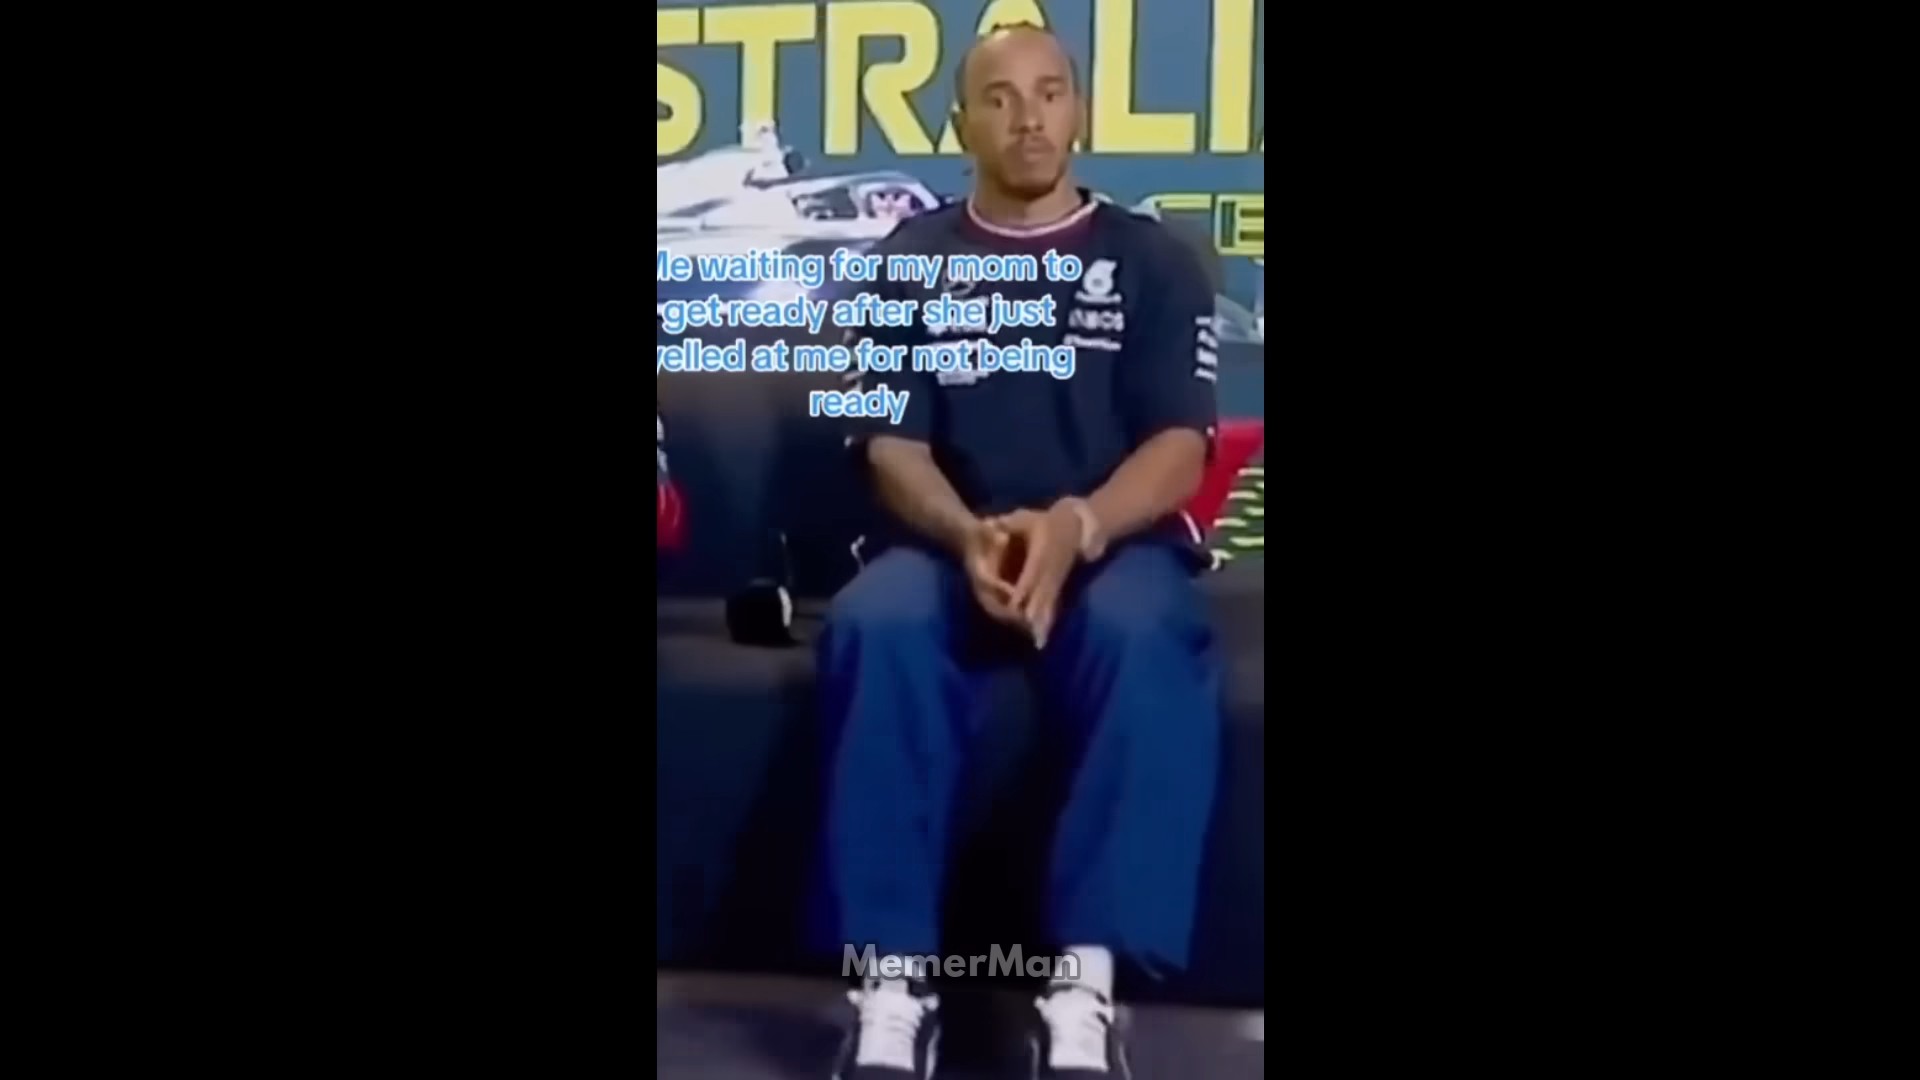 STRALI
Me waiting for my mom to
get ready after she just
yelled at me for not being
ready
INEOS
MemerMan